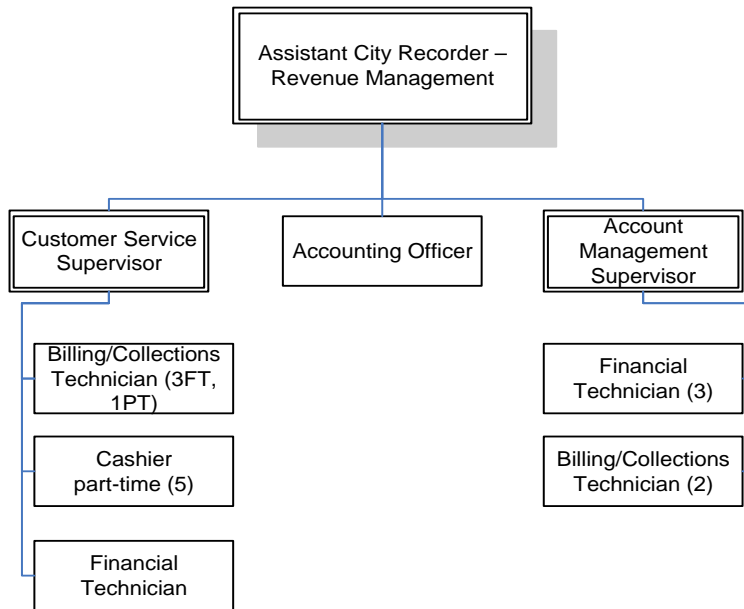 Assistant City Recorder –
Revenue Management
Customer Service
Supervisor
Accounting Officer
Account
Management
Supervisor
Billing/Collections
Technician (3FT,
1PT)
Cashier
part-time (5)
Financial
Technician
Financial
Technician (3)
Billing/Collections
Technician (2)